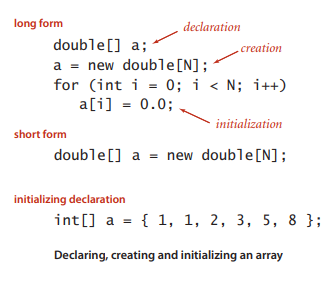 long form
declaration
double[] a;
creation
a = new double[N];
for (int i = 0; i < N; i++)
a[i] = 0.0;
initialization
short form
double[] a = new double[N];
initializing declaration
int[] a = { 1, 1, 2, 3, 5, 8 };
Declaring, creating and initializing an array